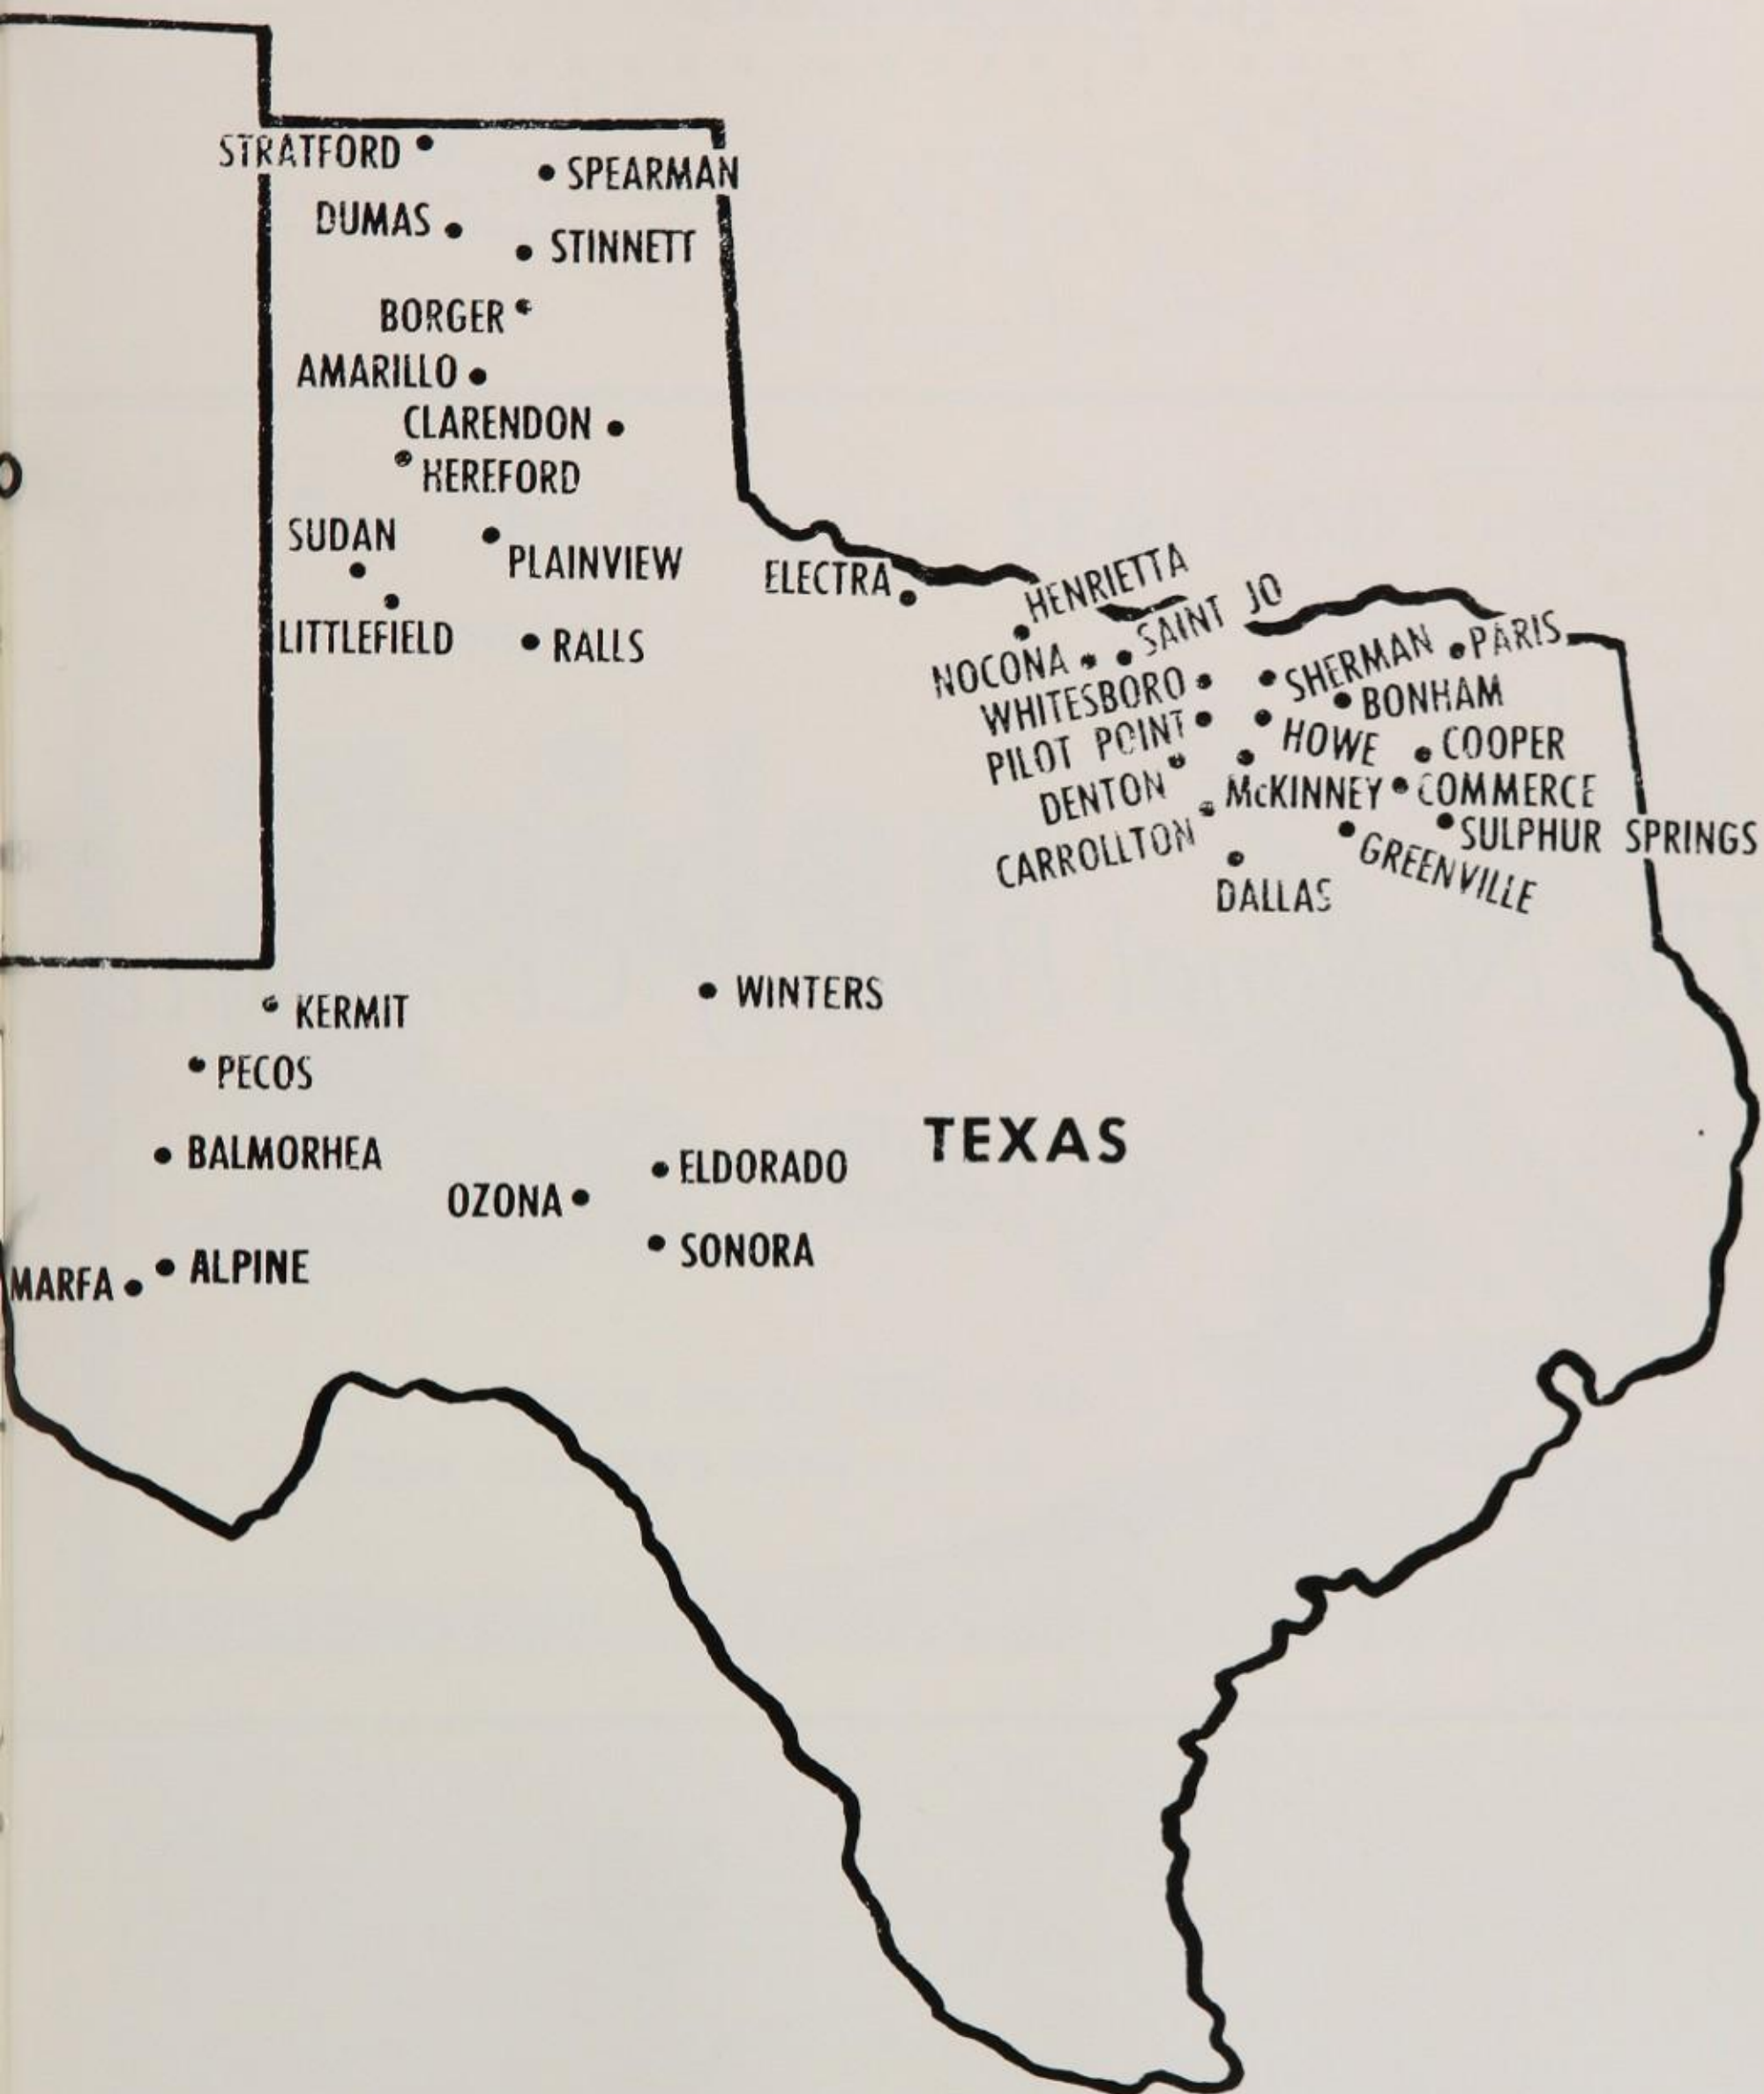 STRATFORD
SPEARMAN
DUMAS
STINNETT
BORGER
AMARILLO
CLARENDON
HEREFORD
SUDAN
PLAINVIEW
LITTLEFIELD
RALLS
ELECTRA
HENRIETTA
SAINT JO
NOCONA
PARIS
SHERMAN
WHITESBORO
BONHAM
PILOT POINT
HOWE
COOPER
DENTON
McKINNEY
COMMERCE
CARROLLTON
SULPHUR SPRINGS
GREENVILLE
DALLAS
KERMIT
WINTERS
PECOS
TEXAS
BALMORHEA
ELDORADO
OZONA
SONORA
ALPINE
MARFA